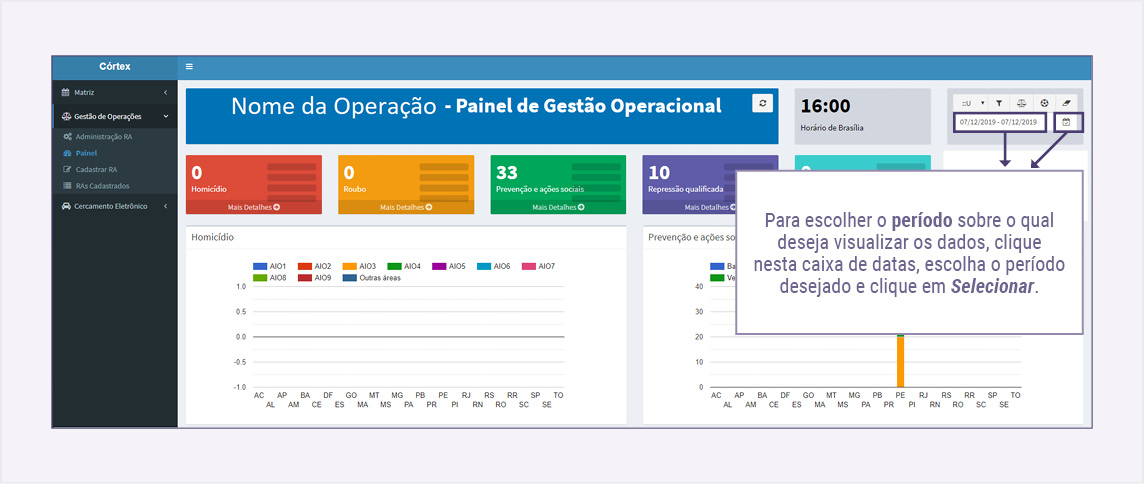 Córtex
Matriz
Gestão de Operações
Administração RA
Painel
Cadastrar RA
RAs Cadastrados
Cercamento Eletrônico
Nome da Operação - Painel de Gestão Operacional
16:00
Horário de Brasília
::U
07/12/2019 - 07/12/2019
0
Homicídio
Mais Detalhes
0
Roubo
Mais Detalhes
33
Prevenção e ações sociais
Mais Detalhes
10
Repressão qualificada
Mais Detalhes
Para escolher o período sobre o qual
deseja visualizar os dados, clique
nesta caixa de datas, escolha o período
desejado e clique em Selecionar.
Homicídio
AIO1 AIO2 AIO3 AIO4 AIO5 AIO6 AIO7
AIO8 AIO9 Outras áreas
1.0
0.5
0.0
-0.5
-1.0
AC AP BA DF GO MT MG PB PE RJ RS RR SP TO
AL AM CE ES MA MS PA PR PI RN RO SC SE
Prevenção e ações so
Ba
Ve
40
30
20
10
0
AC AP BA DF GO MT MG PB PE RJ RS RR SP TO
AL AM CE ES MA MS PA PR PI RN RO SC SE